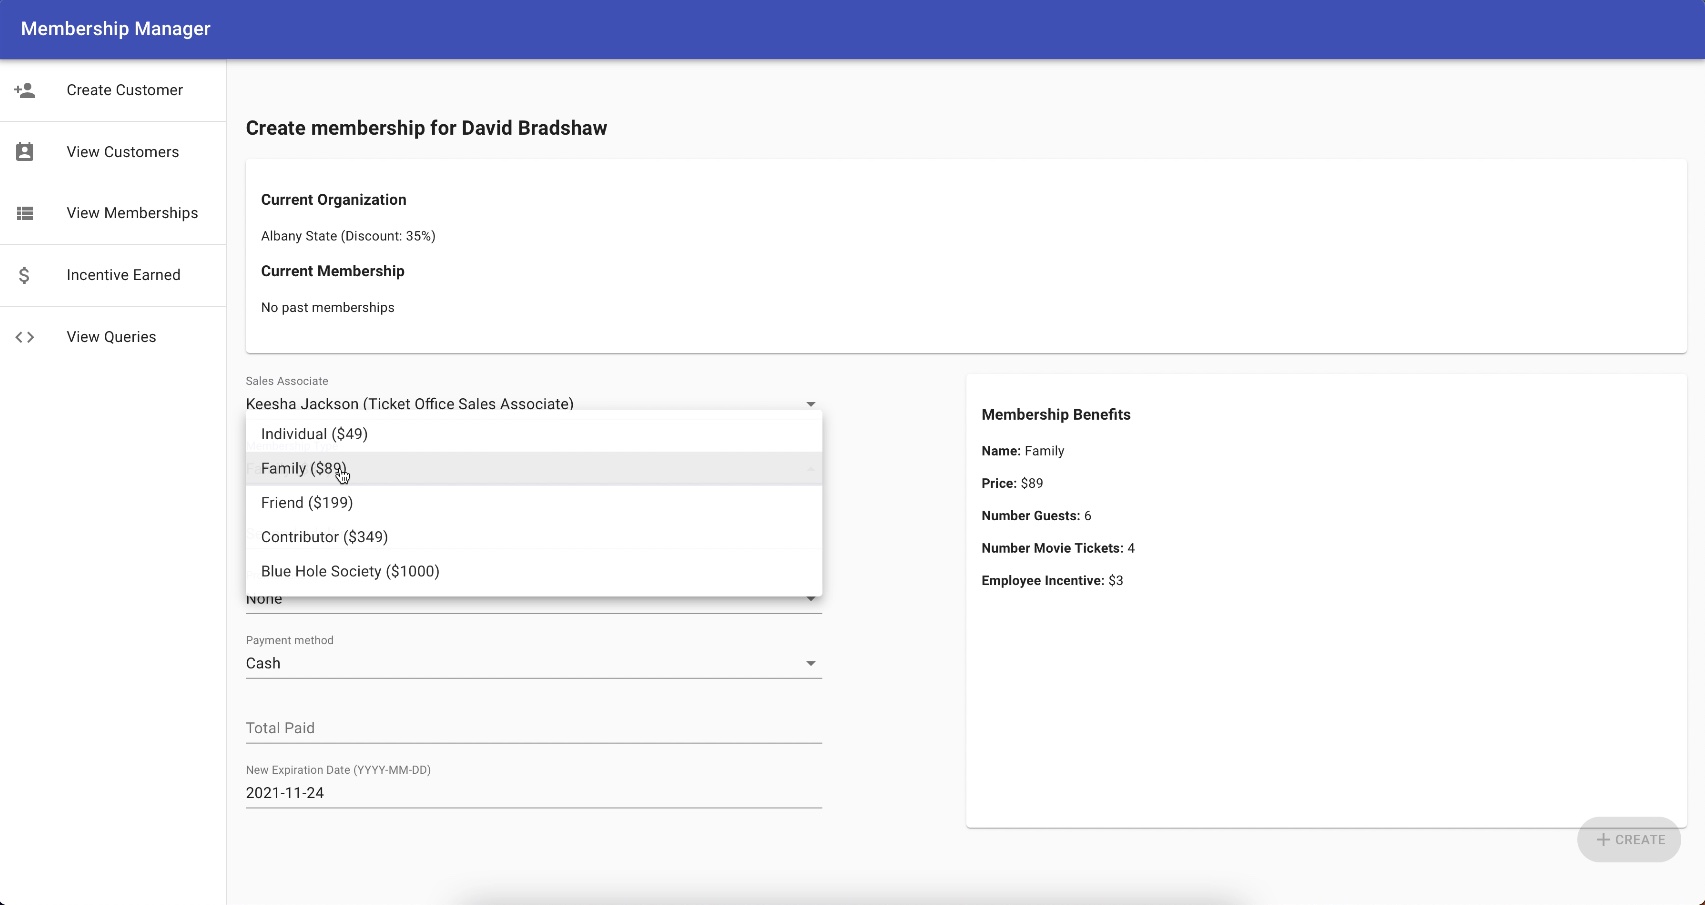 Membership Manager
Create Customer
View Customers
View Memberships
Incentive Earned
View Queries
Create membership for David Bradshaw
Current Organization
Albany State (Discount: 35%)
Current Membership
No past memberships
Sales Associate
Keesha Jackson (Ticket Office Sales Associate)
Individual ($49)
Family ($89)
Friend ($199)
Contributor ($349)
Blue Hole Society ($1000)
None
Payment method
Cash
Total Paid
New Expiration Date (YYYY-MM-DD)
2021-11-24
Membership Benefits
Name: Family
Price: $89
Number Guests: 6
Number Movie Tickets: 4
Employee Incentive: $3
CREATE